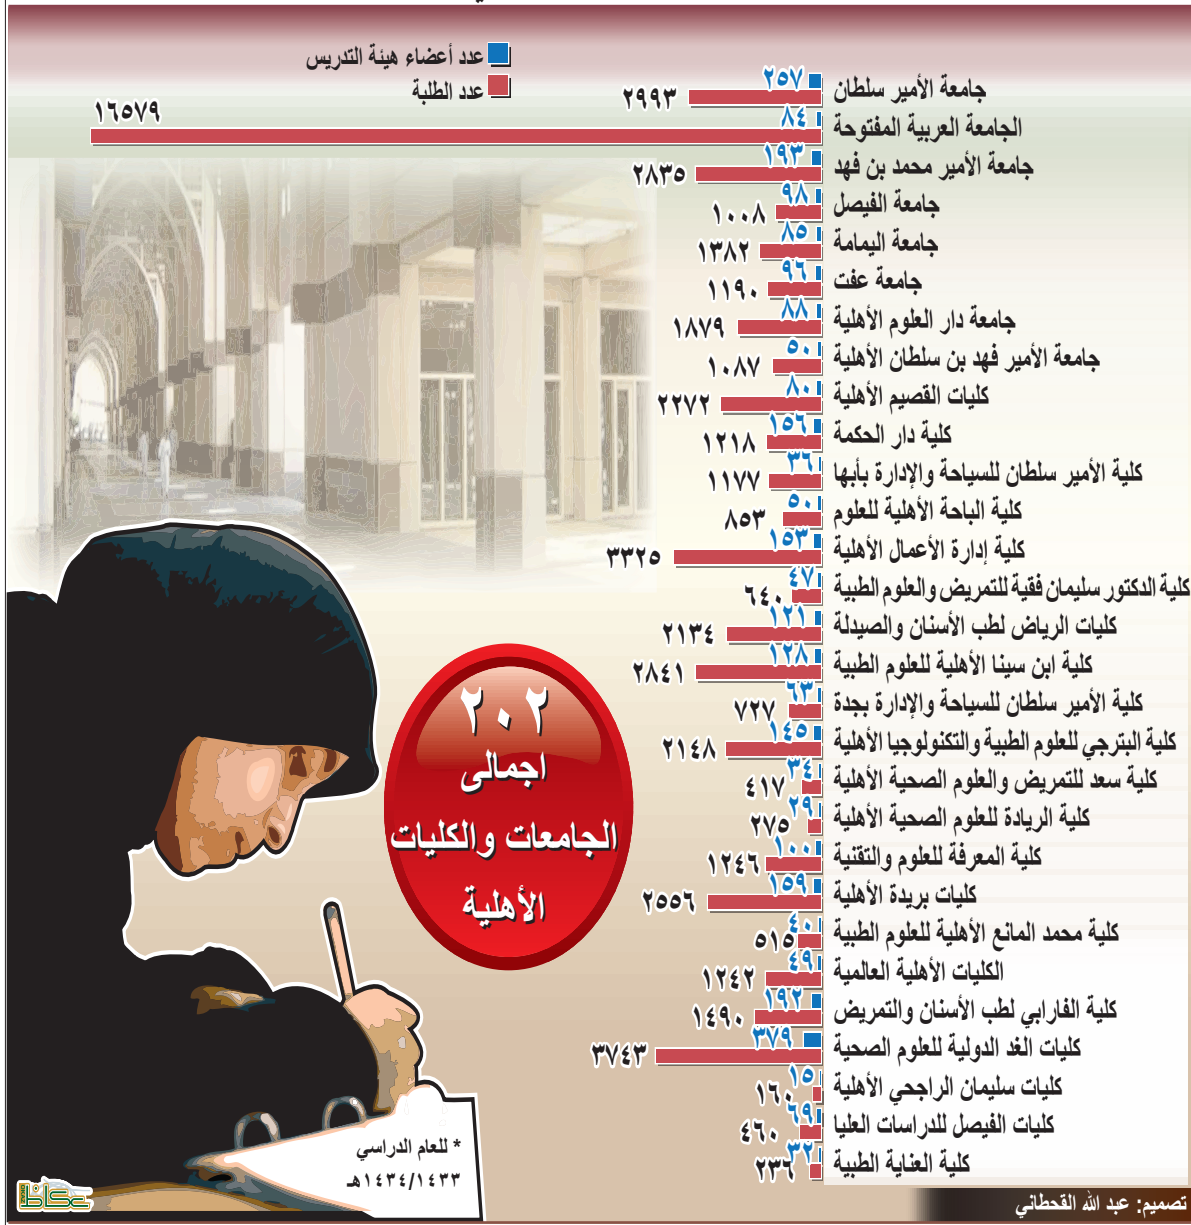 عدد أعضاء هيئة التدريس
عدد الطلبة
جامعة الأمير سلطان ٢٥٧ ٢٩٩٣
الجامعة العربية المفتوحة ٨٤ ١٦٥٧٩
جامعة الأمير محمد بن فهد ١٩٣ ٢٨٣٥
جامعة الفيصل ٩٨ ١٠٠٨
جامعة اليمامة ٨٥ ١٣٨٢
جامعة عفت ٩٦ ١١٩٠
جامعة دار العلوم الأهلية ٨٨ ١٨٧٩
جامعة الأمير فهد بن سلطان الأهلية ٥٠ ١٠٨٧
كليات القصيم الأهلية ٨٠ ٢٢٧٢
كلية دار الحكمة ١٥٦ ١٢١٨
كلية الأمير سلطان للسياحة والإدارة بأبها ٣٦ ١١٧٧
كلية الباحة الأهلية للعلوم ٥٠ ٨٥٣
كلية إدارة الأعمال الأهلية ١٥٣ ٣٣٢٥
كلية الدكتور سليمان فقية للتمريض والعلوم الطبية ٤٧ ٦٤٠
كليات الرياض لطب الأسنان والصيدلة ١٢١ ٢١٣٤
كلية ابن سينا الأهلية للعلوم الطبية ١٢٨ ٢٨٤١
كلية الأمير سلطان للسياحة والإدارة بجدة ٦٣ ٧٢٧
كلية البترجي للعلوم الطبية والتكنولوجيا الأهلية ١٤٥ ٢١٤٨
كلية سعد للتمريض والعلوم الصحية الأهلية ٣٤ ٤١٧
كلية الريادة للعلوم الصحية الأهلية ٢٩ ٢٧٥
كلية المعرفة للعلوم والتقنية ١٠٠ ١٢٤٦
كليات بريدة الأهلية ١٥٩ ٢٥٥٦
كلية محمد المانع الأهلية للعلوم الطبية ٤٠ ٥١٥
الكليات الأهلية العالمية ٤٩ ١٢٤٢
كلية الفارابي لطب الأسنان والتمريض ١٩٢ ١٤٩٠
كليات الغد الدولية للعلوم الصحية ٣٧٩ ٣٧٤٣
كليات سليمان الراجحي الأهلية ١٥ ١٦٠
كليات الفيصل للدراسات العليا ٦٩ ٤٦٠
كلية العناية الطبية ٣٢ ٢٣٦
٢٠٢
اجمالى
الجامعات والكليات
الأهلية
* للعام الدراسي
١٤٣٤/١٤٣٣هـ
عكاظ
تصميم: عبد الله القحطاني